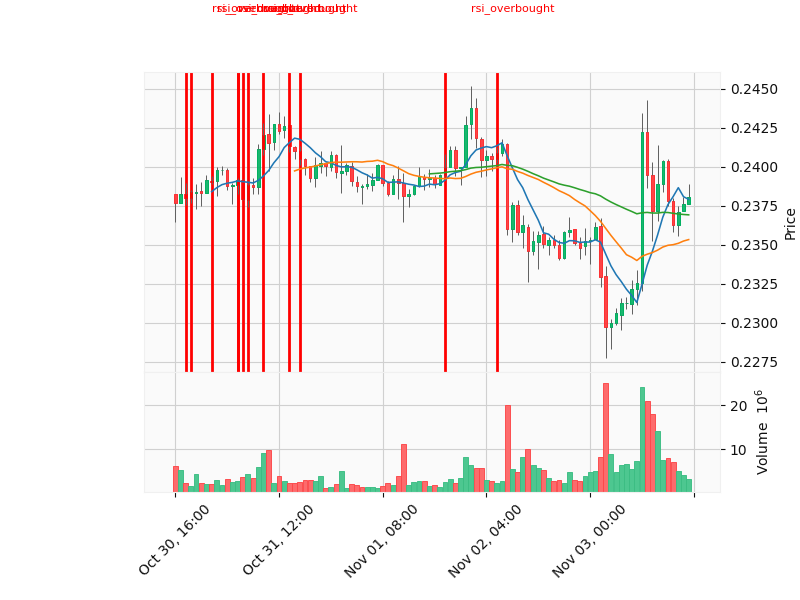 rsi_overbought
0.2450
0.2425
0.2400
0.2375
0.2350
0.2325
0.2300
0.2275
Price
20
10
Volume 10^6
Oct 30, 16:00
Oct 31, 12:00
Nov 01, 08:00
Nov 02, 04:00
Nov 03, 00:00